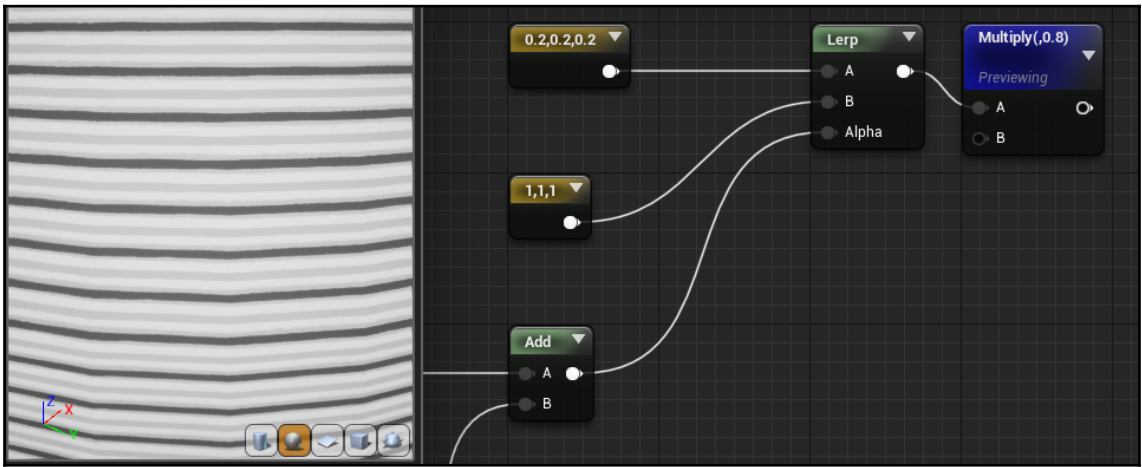 0.2,0.2,0.2
Lerp
A
B
Alpha
Multiply(,0.8)
Previewing
A
B
1,1,1
Add
A
B
Z
X
Y